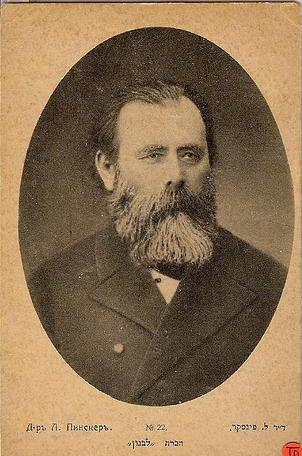 Д-ръ Л. Пинскеръ. № 22. ד״ר ל. פינסקר.
חברת «לבנון»